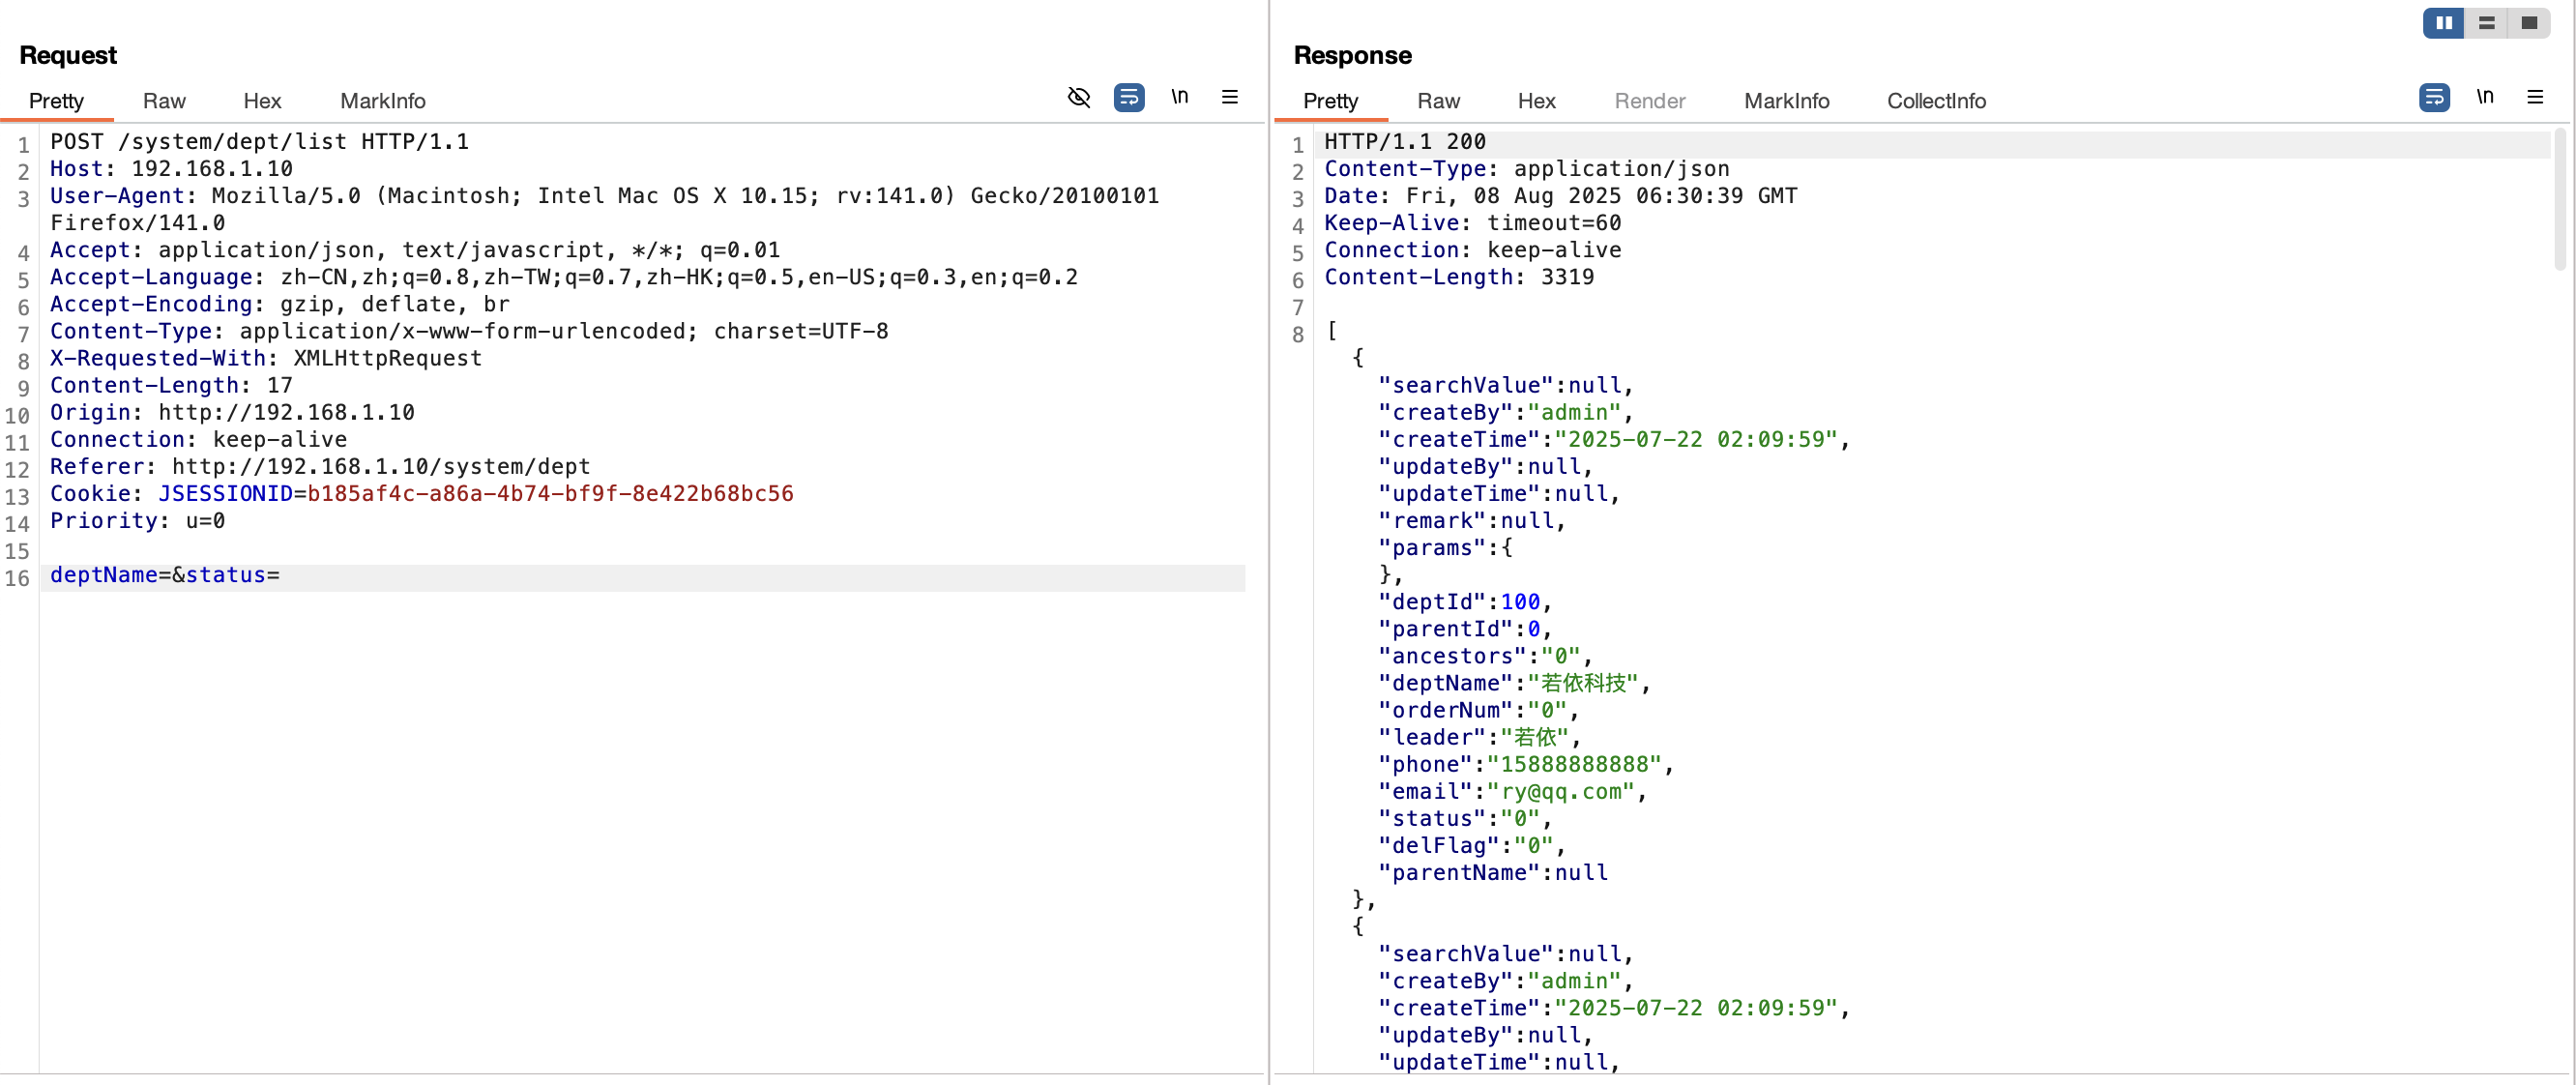 Request
Pretty Raw Hex MarkInfo \n
1 POST /system/dept/list HTTP/1.1
2 Host: 192.168.1.10
3 User-Agent: Mozilla/5.0 (Macintosh; Intel Mac OS X 10.15; rv:141.0) Gecko/20100101
Firefox/141.0
4 Accept: application/json, text/javascript, */*; q=0.01
5 Accept-Language: zh-CN,zh;q=0.8,zh-TW;q=0.7,zh-HK;q=0.5,en-US;q=0.3,en;q=0.2
6 Accept-Encoding: gzip, deflate, br
7 Content-Type: application/x-www-form-urlencoded; charset=UTF-8
8 X-Requested-With: XMLHttpRequest
9 Content-Length: 17
10 Origin: http://192.168.1.10
11 Connection: keep-alive
12 Referer: http://192.168.1.10/system/dept
13 Cookie: JSESSIONID=b185af4c-a86a-4b74-bf9f-8e422b68bc56
14 Priority: u=0
15
16 deptName=&status=
Response
Pretty Raw Hex Render MarkInfo CollectInfo \n
1 HTTP/1.1 200
2 Content-Type: application/json
3 Date: Fri, 08 Aug 2025 06:30:39 GMT
4 Keep-Alive: timeout=60
5 Connection: keep-alive
6 Content-Length: 3319
7
8 [
{
"searchValue":null,
"createBy":"admin",
"createTime":"2025-07-22 02:09:59",
"updateBy":null,
"updateTime":null,
"remark":null,
"params":{
},
"deptId":100,
"parentId":0,
"ancestors":"0",
"deptName":"若依科技",
"orderNum":"0",
"leader":"若依",
"phone":"15888888888",
"email":"ry@qq.com",
"status":"0",
"delFlag":"0",
"parentName":null
},
{
"searchValue":null,
"createBy":"admin",
"createTime":"2025-07-22 02:09:59",
"updateBy":null,
"updateTime":null,